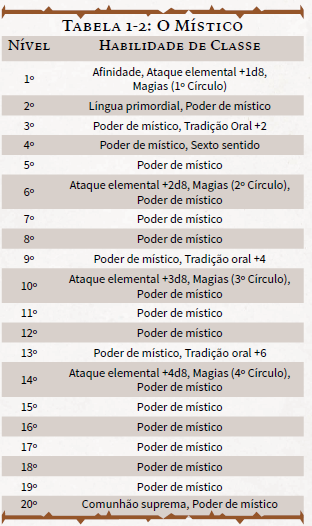 Tabela 1-2: O Místico
Nível Habilidade de Classe
1º Afinidade, Ataque elemental +1d8,
Magias (1º Círculo)
2º Língua primordial, Poder de místico
3º Poder de místico, Tradição Oral +2
4º Poder de místico, Sexto sentido
5º Poder de místico
6º Ataque elemental +2d8, Magias (2º Círculo),
Poder de místico
7º Poder de místico
8º Poder de místico
9º Poder de místico, Tradição oral +4
10º Ataque elemental +3d8, Magias (3º Círculo),
Poder de místico
11º Poder de místico
12º Poder de místico
13º Poder de místico, Tradição oral +6
14º Ataque elemental +4d8, Magias (4º Círculo),
Poder de místico
15º Poder de místico
16º Poder de místico
17º Poder de místico
18º Poder de místico
19º Poder de místico
20º Comunhão suprema, Poder de místico